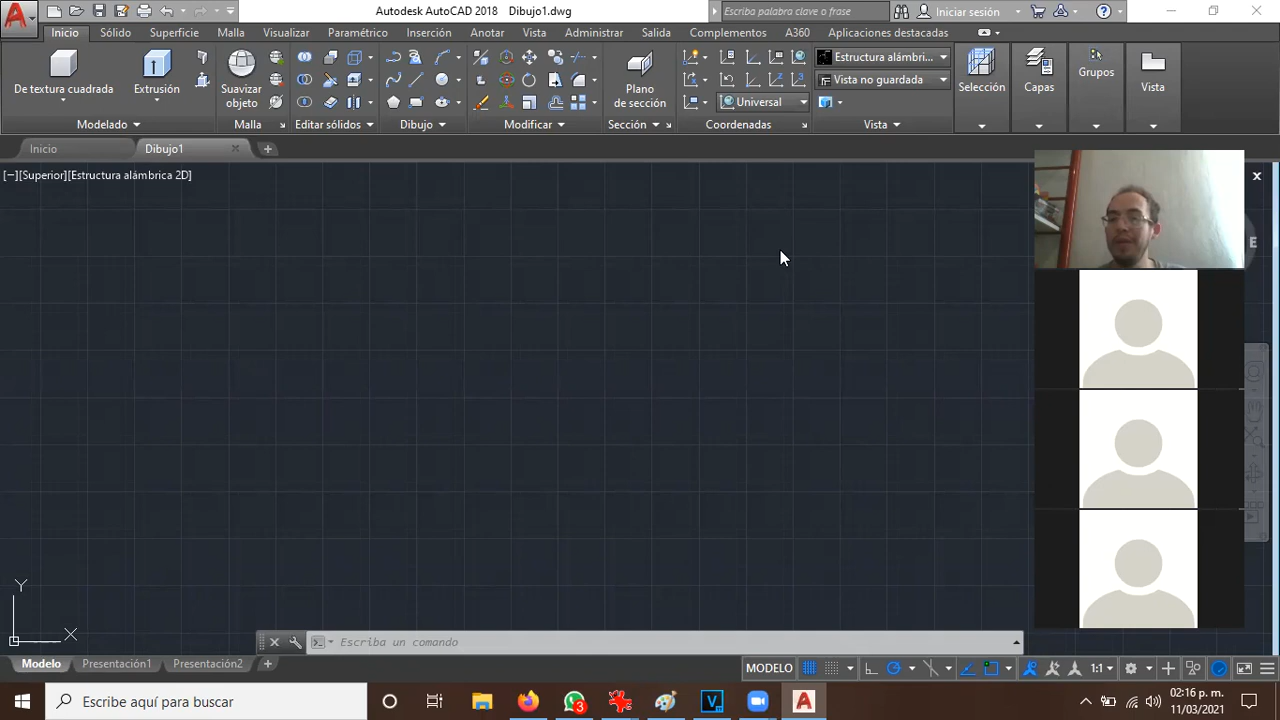 Autodesk AutoCAD 2018 Dibujo1.dwg
Escriba palabra clave o frase
Iniciar sesión
Inicio Sólido Superficie Malla Visualizar Paramétrico Inserción Anotar Vista Administrar Salida Complementos A360 Aplicaciones destacadas
De textura cuadrada
Extrusión
Suavizar
objeto
Plano
de sección
Estructura alámbri...
Vista no guardada
Universal
Selección
Capas
Grupos
Vista
Modelado
Malla
Editar sólidos
Dibujo
Modificar
Sección
Coordenadas
Vista
Inicio
Dibujo1
[−][Superior][Estructura alámbrica 2D]
E
Y
X
Escriba un comando
Modelo Presentación1 Presentación2
MODELO
1:1
Escribe aquí para buscar
3
02:16 p. m.
11/03/2021